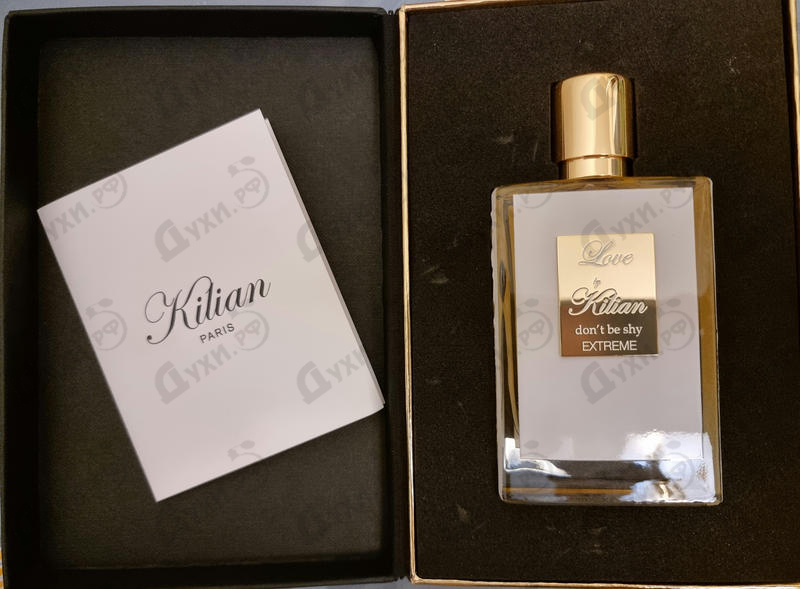 Kilian
PARIS
Love
by
Kilian
don't be shy
EXTREME
Духи.рф